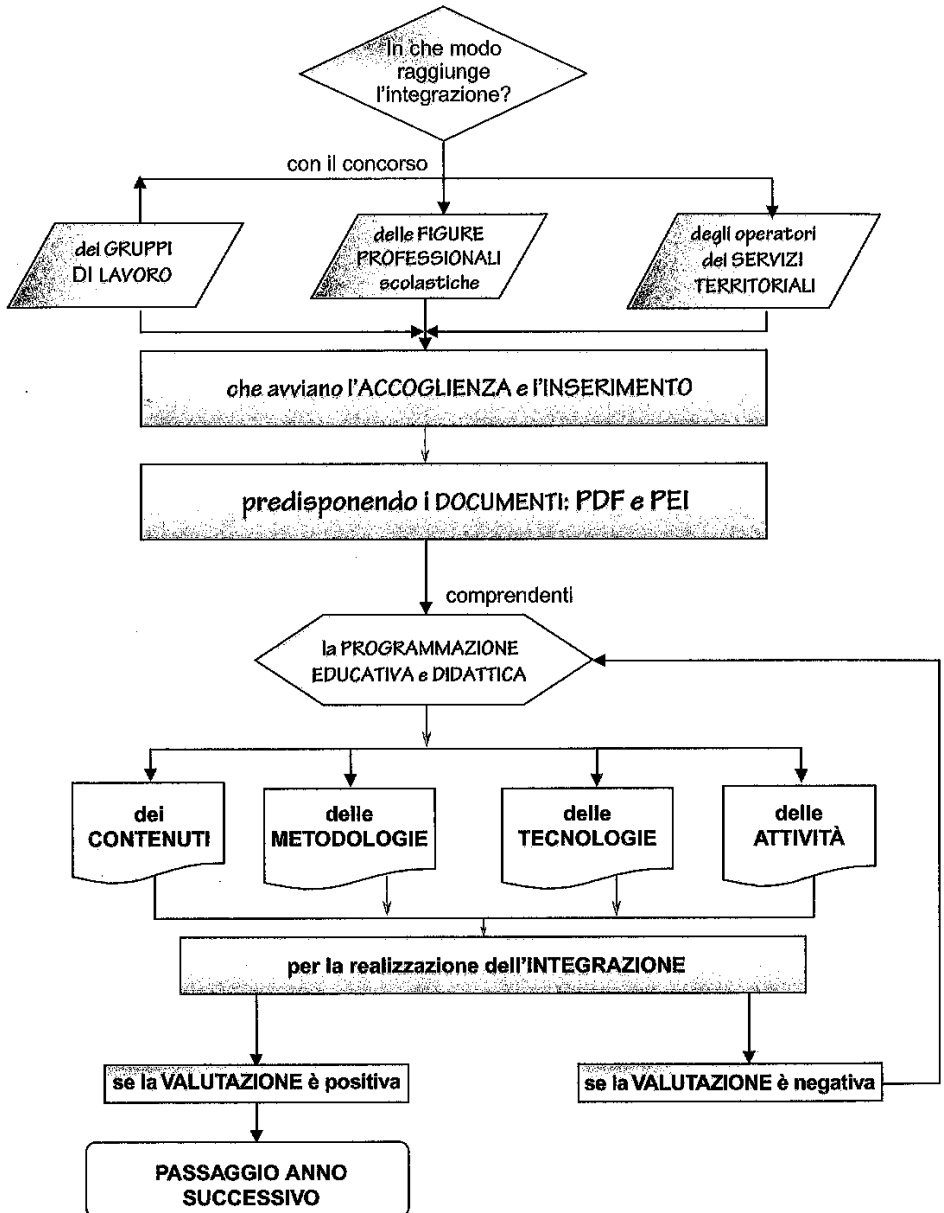 In che modo
raggiunge
l'integrazione?
con il concorso
dei GRUPPI
DI LAVORO
delle FIGURE
PROFESSIONALI
scolastiche
degli operatori
dei SERVIZI
TERRITORIALI
che avviano l'ACCOGLIENZA e l'INSERIMENTO
predisponendo i DOCUMENTI: PDF e PEI
comprendenti
la PROGRAMMAZIONE
EDUCATIVA e DIDATTICA
dei
CONTENUTI
delle
METODOLOGIE
delle
TECNOLOGIE
delle
ATTIVITÀ
per la realizzazione dell'INTEGRAZIONE
se la VALUTAZIONE è positiva
se la VALUTAZIONE è negativa
PASSAGGIO ANNO
SUCCESSIVO